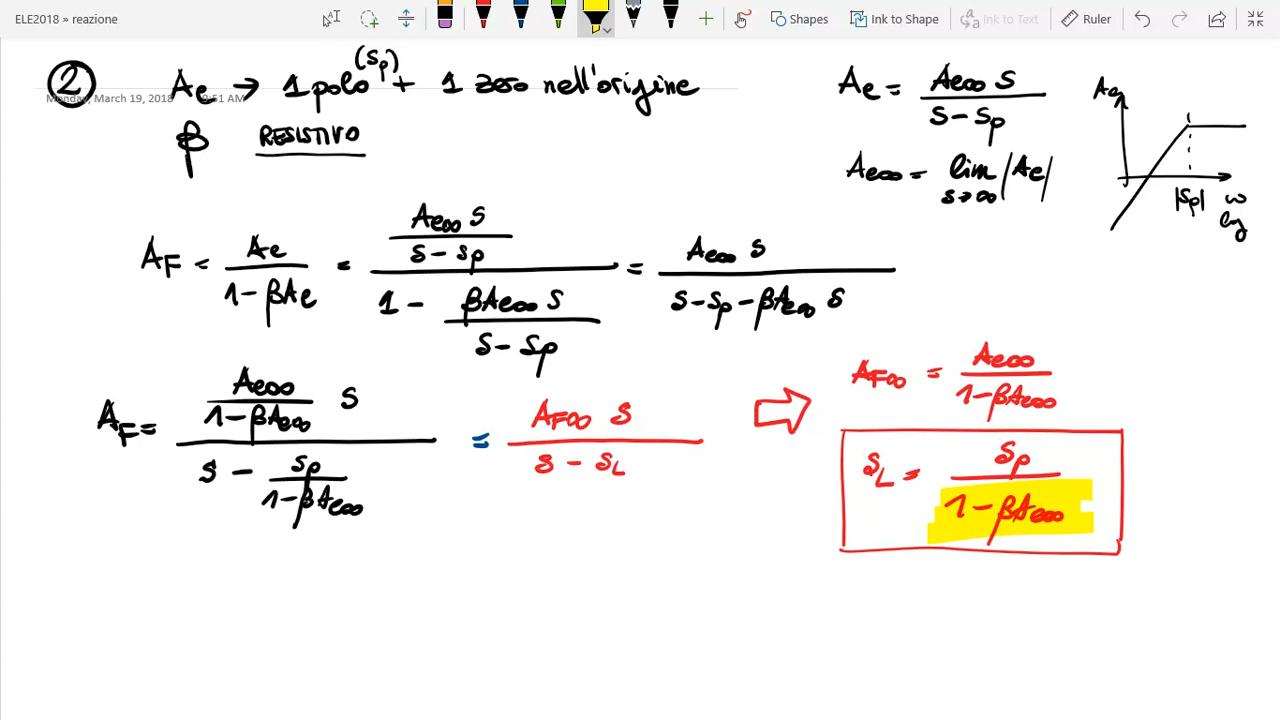 ELE2018 » reazione
Shapes
Ink to Shape
Ink to Text
Ruler
② Ae → 1 polo (Sp) + 1 zero nell'origine
Monday, March 19, 2018 :51 AM
β RESISTIVO
Ae = Ae∞ S / (S - Sp)
Ae∞ = lim s→∞ |Ae|
Ae
|Sp| ω
log
AF = Ae / (1 - βAe) = (Ae∞ S / (S - Sp)) / (1 - βAe∞ S / (S - Sp)) = Ae∞ S / (S - Sp - βAe∞ S)
AF = (Ae∞ / (1 - βAe∞) S) / (S - Sp / (1 - βAe∞)) = AF∞ S / (S - SL) ⇒ AF∞ = Ae∞ / (1 - βAe∞)
SL = Sp / (1 - βAe∞)